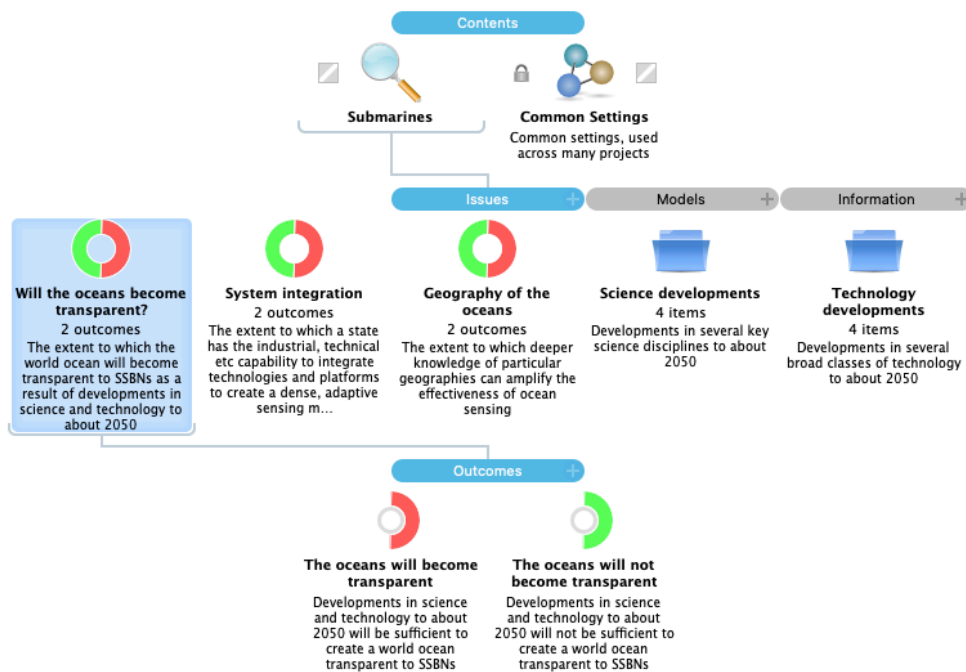 Contents
Submarines
Common Settings
Common settings, used
across many projects
Issues
Models
Information
Will the oceans become
transparent?
2 outcomes
The extent to which the
world ocean will become
transparent to SSBNs as a
result of developments in
science and technology to
about 2050
System integration
2 outcomes
The extent to which a state
has the industrial, technical
etc capability to integrate
technologies and platforms
to create a dense, adaptive
sensing m...
Geography of the
oceans
2 outcomes
The extent to which deeper
knowledge of particular
geographies can amplify the
effectiveness of ocean
sensing
Science developments
4 items
Developments in several key
science disciplines to about
2050
Technology
developments
4 items
Developments in several
broad classes of technology
to about 2050
Outcomes
The oceans will become
transparent
Developments in science
and technology to about
2050 will be sufficient to
create a world ocean
transparent to SSBNs
The oceans will not
become transparent
Developments in science
and technology to about
2050 will not be sufficient to
create a world ocean
transparent to SSBNs